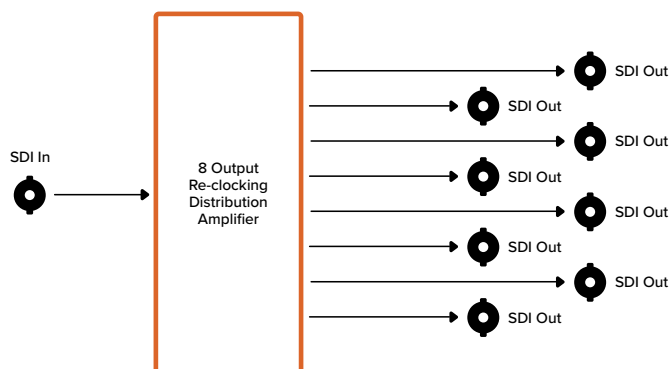 SDI In
8 Output
Re-clocking
Distribution
Amplifier
SDI Out
SDI Out
SDI Out
SDI Out
SDI Out
SDI Out
SDI Out
SDI Out